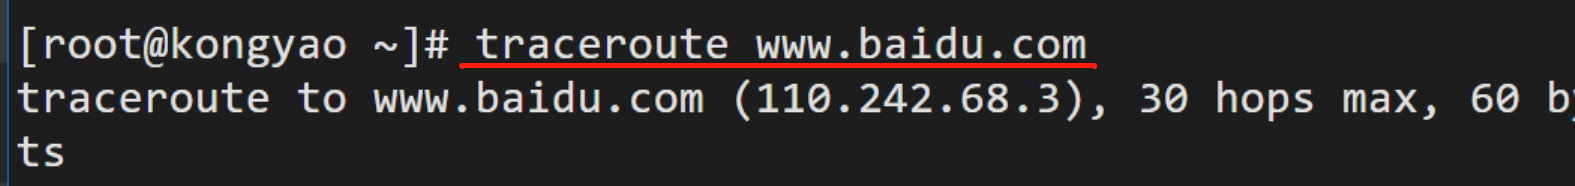 [root@kongyao ~]# traceroute www.baidu.com
traceroute to www.baidu.com (110.242.68.3), 30 hops max, 60
ts